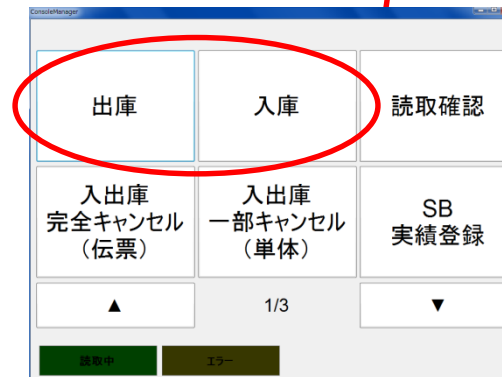 ConsoleManager
出庫
入庫
読取確認
入出庫
完全キャンセル
（伝票）
入出庫
一部キャンセル
（単体）
SB
実績登録
▲
1/3
▼
読取中
エラー